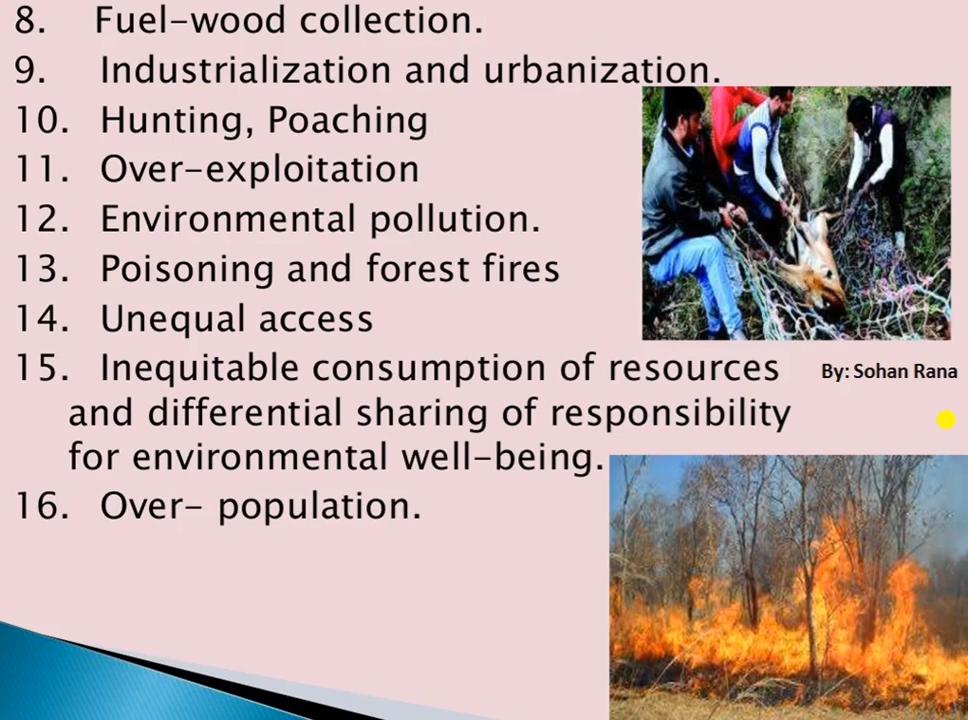 8. Fuel-wood collection.
9. Industrialization and urbanization.
10. Hunting, Poaching
11. Over-exploitation
12. Environmental pollution.
13. Poisoning and forest fires
14. Unequal access
15. Inequitable consumption of resources
and differential sharing of responsibility
for environmental well-being.
16. Over- population.
By: Sohan Rana